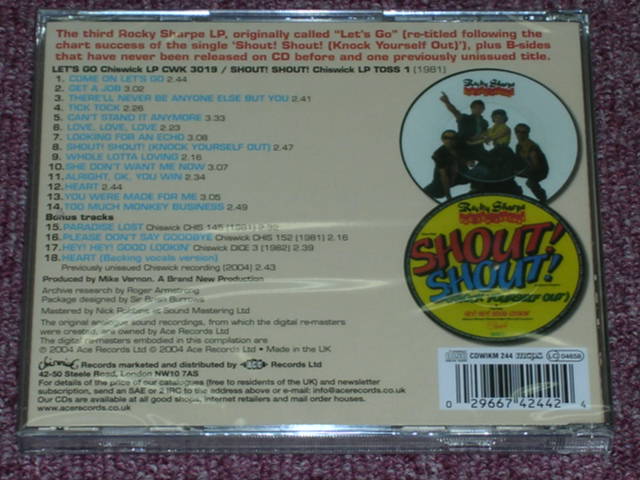 The third Rocky Sharpe LP, originally called "Let's Go" (re-titled following the
chart success of the single 'Shout! Shout! (Knock Yourself Out)'), plus B-sides
that have never been released on CD before and one previously unissued title.
LET'S GO Chiswick LP CWK 3019 / SHOUT! SHOUT! Chiswick LP TOSS 1 (1981)
1. COME ON LET'S GO 2.44
2. GET A JOB 3.02
3. THERE'LL NEVER BE ANYONE ELSE BUT YOU 2.41
4. TICK TOCK 2.26
5. CAN'T STAND IT ANYMORE 3.33
6. LOVE, LOVE, LOVE 2.23
7. LOOKING FOR AN ECHO 3.08
8. SHOUT! SHOUT! (KNOCK YOURSELF OUT) 2.47
9. WHOLE LOTTA LOVING 2.16
10. SHE DON'T WANT ME NOW 3.07
11. ALRIGHT, OK, YOU WIN 2.34
12. HEART 2.44
13. YOU WERE MADE FOR ME 3.05
14. TOO MUCH MONKEY BUSINESS 2.49
Bonus tracks
15. PARADISE LOST Chiswick CHIS 145 (1981) 2.32
16. PLEASE DON'T SAY GOODBYE Chiswick CHIS 152 (1981) 2.16
17. HEY! HEY! GOOD LOOKIN' Chiswick DICE 3 (1982) 2.39
18. HEART (Backing vocals version)
Previously unissued Chiswick recording (2004) 2.43
Produced by Mike Vernon. A Brand New Production
Archive research by Roger Armstrong
Package designed by Sir Brian Burrows
Mastered by Nick Robbins at Sound Mastering Ltd
The original analogue sound recordings, from which the digital re-masters
were created, are owned by Ace Records Ltd
The digital re-masters embodied in this compilation are
℗ 2004 Ace Records Ltd © 2004 Ace Records Ltd • Made in the UK
Chiswick Records marketed and distributed by ACE Records Ltd
42-50 Steele Road, London NW10 7AS
For details of the price of our catalogues (free to residents of the UK) and newsletter
subscription, send an SAE or 2 IRC to the address above or e-mail: info@acerecords.co.uk
Our CDs are available at all good shops, internet retailers and mail order houses.
www.acerecords.co.uk
Rocky Sharpe
Rocky Sharpe
SHOUT!
SHOUT!
(KNOCK YOURSELF OUT)
CDWIKM 244
LC 04658
0 29667 42442 4